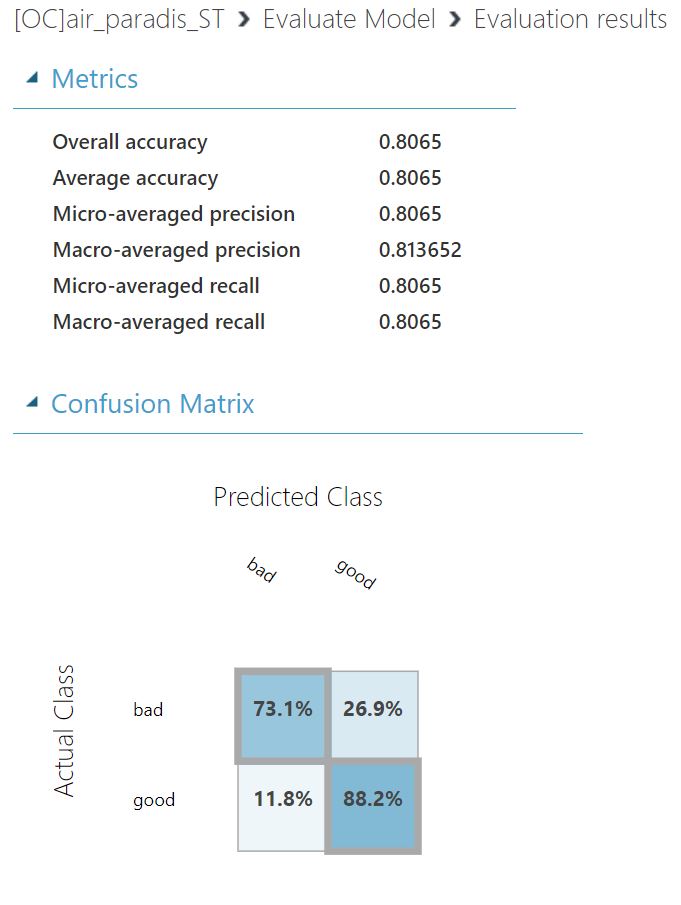 [OC]air_paradis_ST > Evaluate Model > Evaluation results
Metrics
Overall accuracy 0.8065
Average accuracy 0.8065
Micro-averaged precision 0.8065
Macro-averaged precision 0.813652
Micro-averaged recall 0.8065
Macro-averaged recall 0.8065
Confusion Matrix
Predicted Class
bad good
Actual Class
bad 73.1% 26.9%
good 11.8% 88.2%